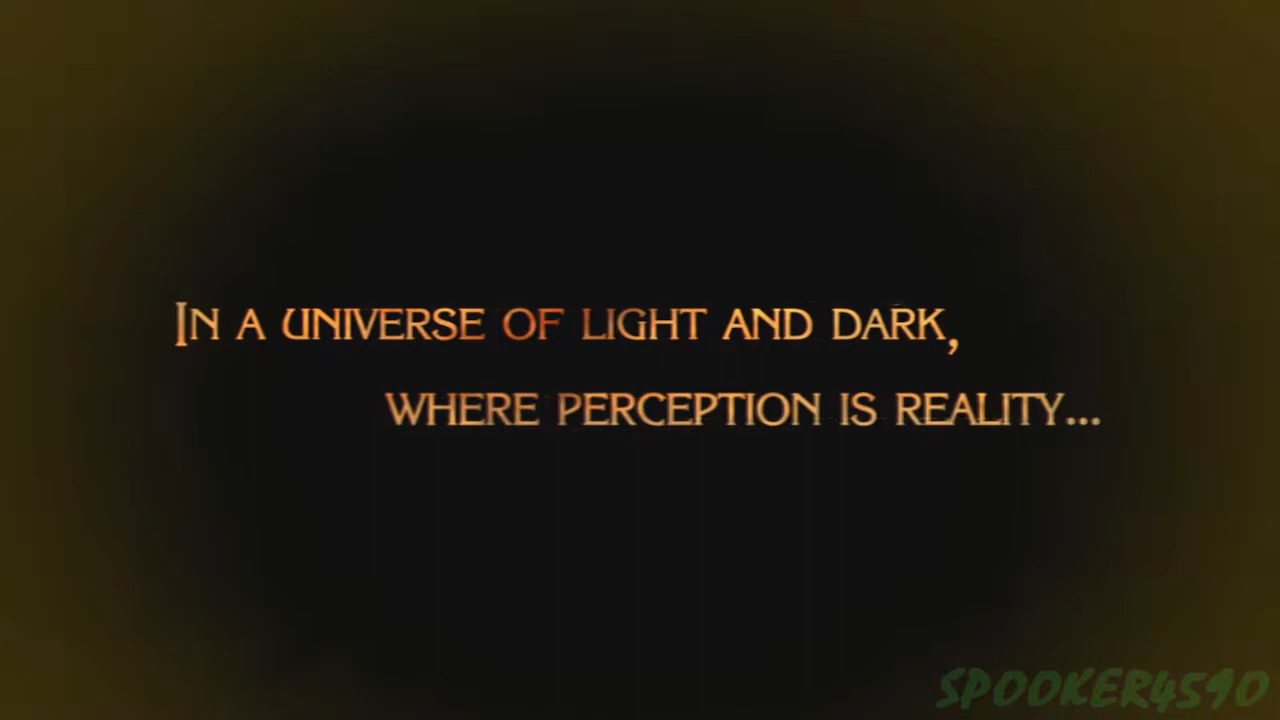 In a universe of light and dark,
where perception is reality...
SPOOKER4590